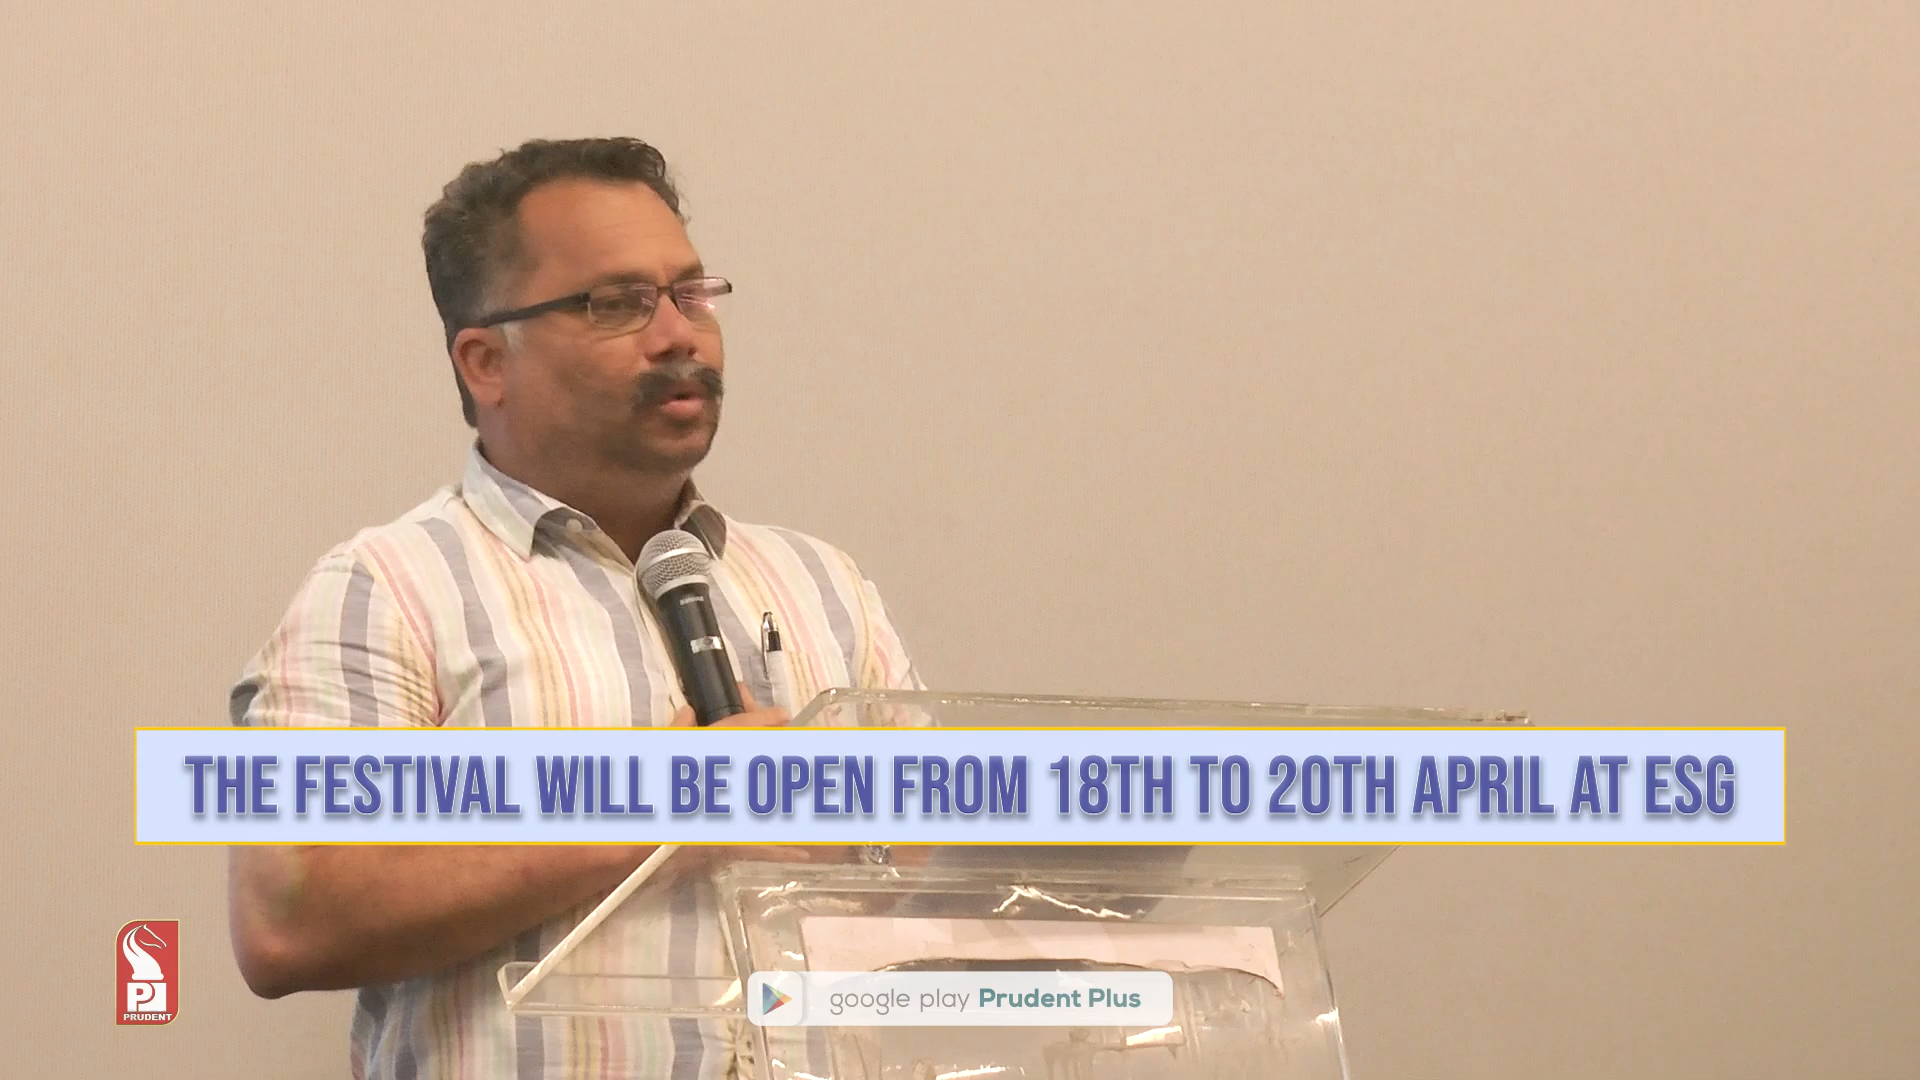 THE FESTIVAL WILL BE OPEN FROM 18TH TO 20TH APRIL AT ESG
google play Prudent Plus
P
PRUDENT